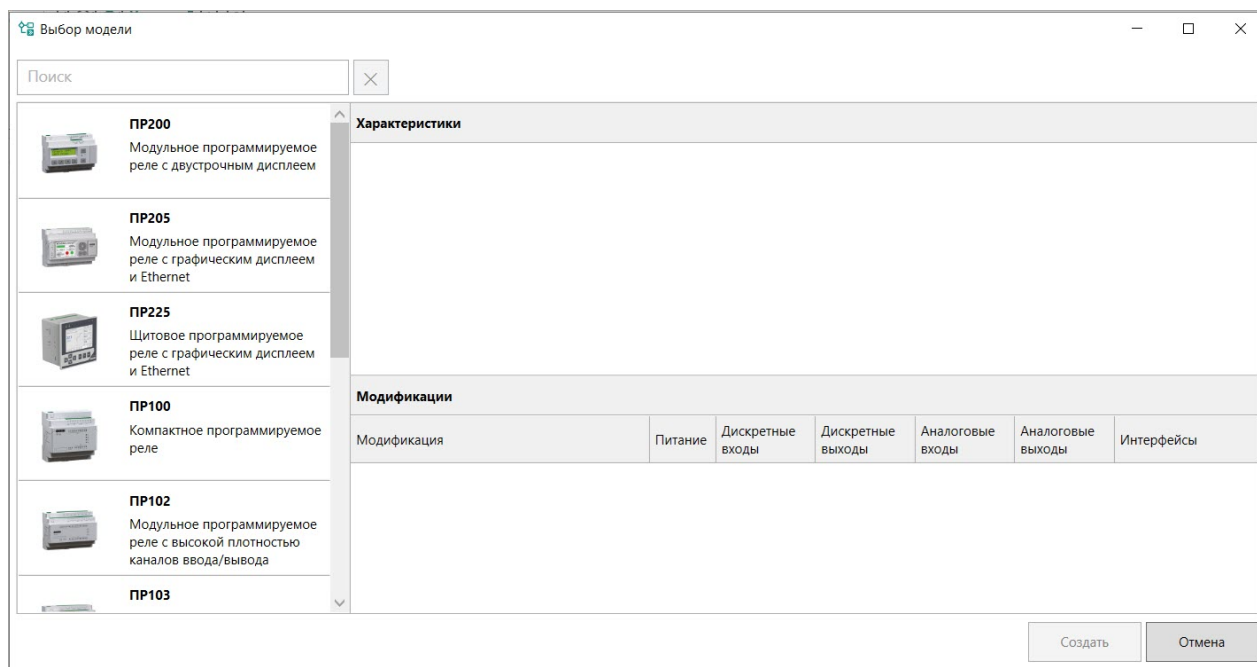 Выбор модели
Поиск
ПР200
Модульное программируемое
реле с двустрочным дисплеем
ПР205
Модульное программируемое
реле с графическим дисплеем
и Ethernet
ПР225
Щитовое программируемое
реле с графическим дисплеем
и Ethernet
ПР100
Компактное программируемое
реле
ПР102
Модульное программируемое
реле с высокой плотностью
каналов ввода/вывода
ПР103
Характеристики
Модификации
Модификация
Питание
Дискретные
входы
Дискретные
выходы
Аналоговые
входы
Аналоговые
выходы
Интерфейсы
Создать
Отмена